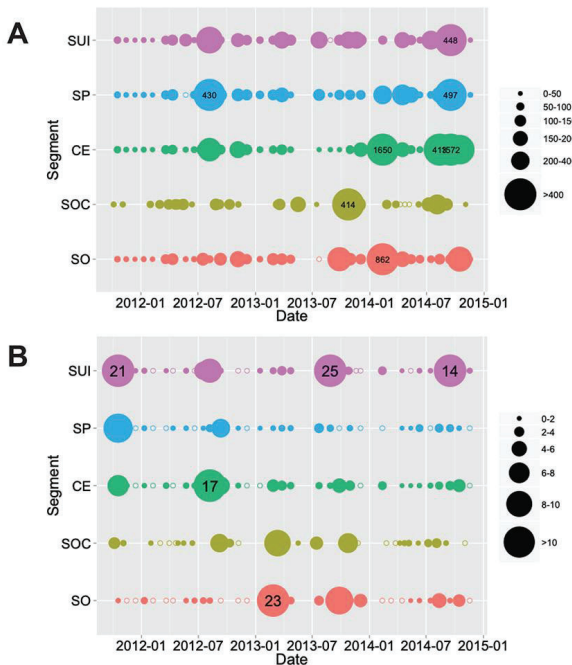 A
SUI 448
SP 430 497
CE 1650 572
SOC 414
SO 862
Segment
2012-01 2012-07 2013-01 2013-07 2014-01 2014-07 2015-01
Date
0-50
50-100
100-15
150-20
200-40
>400
B
SUI 21 25 14
SP
CE 17
SOC
SO 23
Segment
2012-01 2012-07 2013-01 2013-07 2014-01 2014-07 2015-01
Date
0-2
2-4
4-6
6-8
8-10
>10